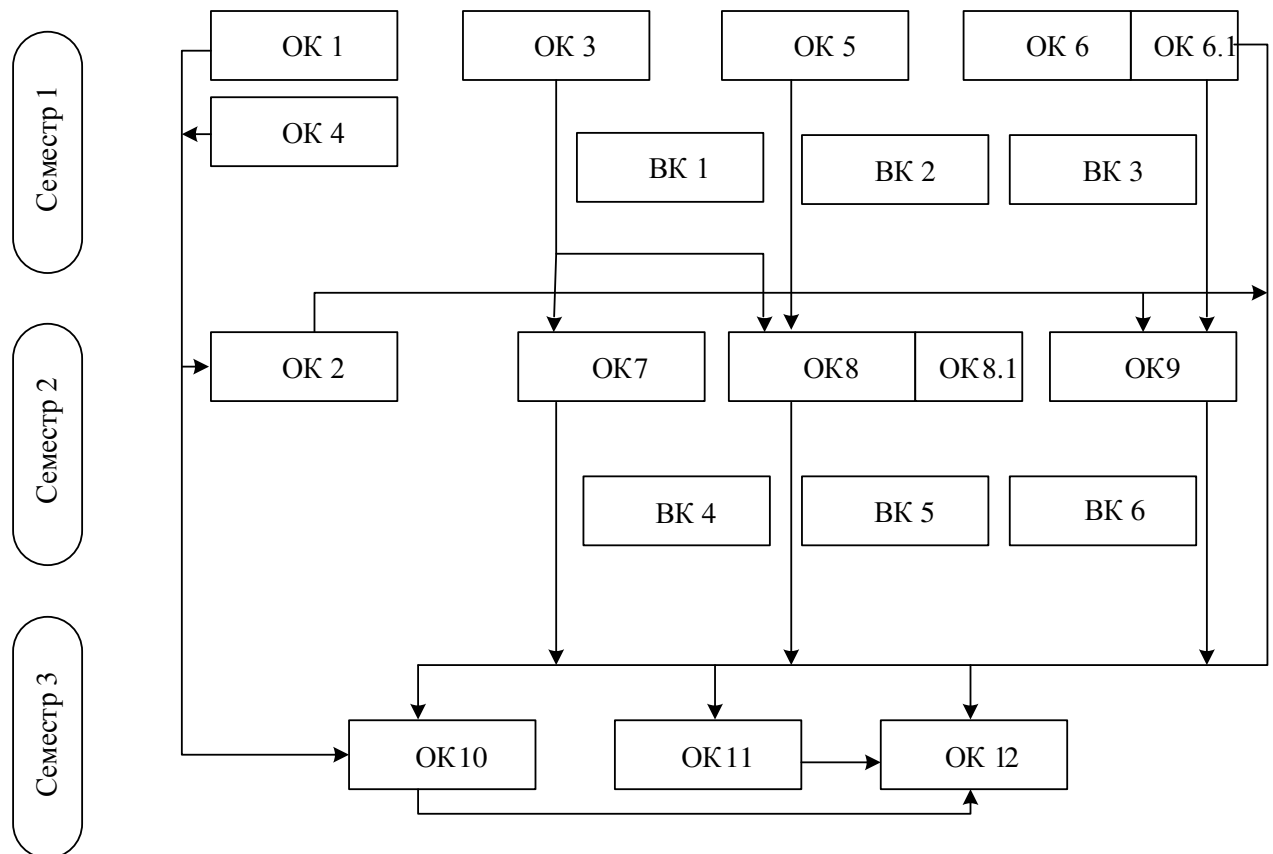 Семестр 1
ОК 1
ОК 3
ОК 5
ОК 6
ОК 6.1
ОК 4
ВК 1
ВК 2
ВК 3
Семестр 2
ОК 2
ОК7
ОК8
ОК8.1
ОК9
ВК 4
ВК 5
ВК 6
Семестр 3
ОК10
ОК11
ОК 12